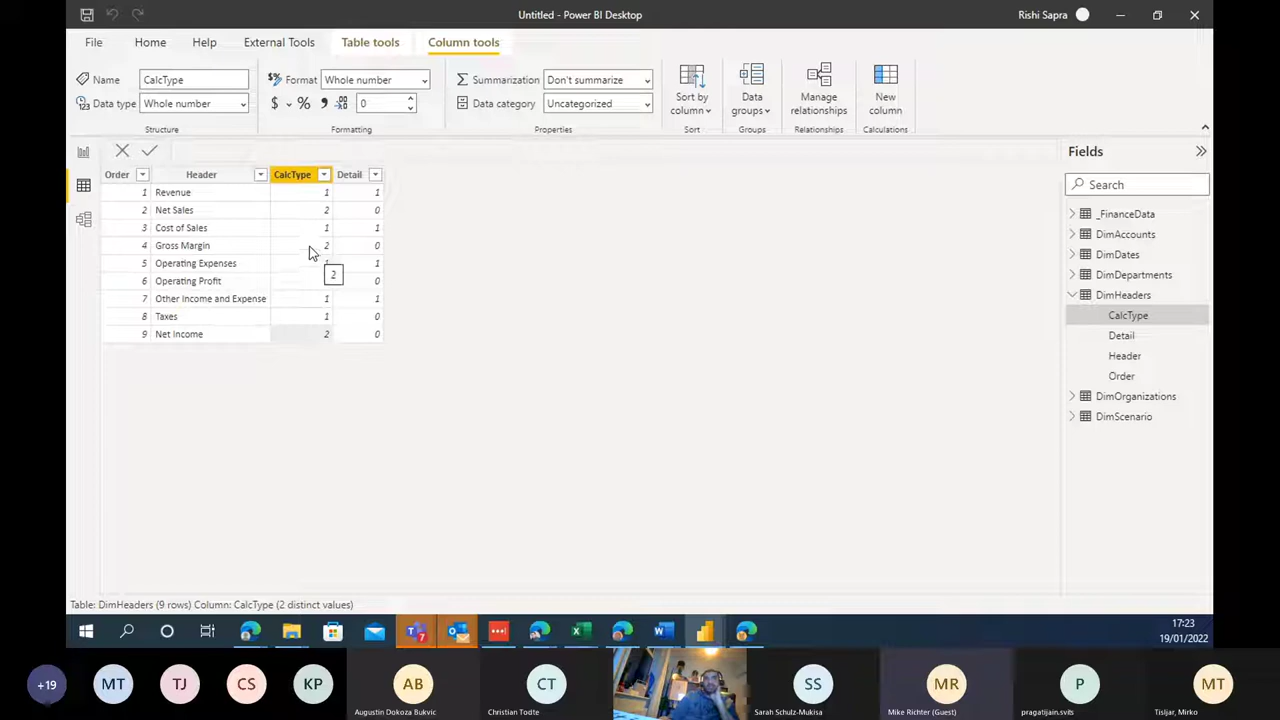 Untitled - Power BI Desktop
Rishi Sapra
File Home Help External Tools Table tools Column tools
Name CalcType
Data type Whole number
Structure
Format Whole number
$ % 0
Formatting
Summarization Don't summarize
Data category Uncategorized
Properties
Sort by column
Sort
Data groups
Groups
Manage relationships
Relationships
New column
Calculations
Order Header CalcType Detail
1 Revenue 1 1
2 Net Sales 2 0
3 Cost of Sales 1 1
4 Gross Margin 2 0
5 Operating Expenses 1
6 Operating Profit 0
7 Other Income and Expense 1 1
8 Taxes 1 0
9 Net Income 2 0
2
Fields
Search
_FinanceData
DimAccounts
DimDates
DimDepartments
DimHeaders
CalcType
Detail
Header
Order
DimOrganizations
DimScenario
Table: DimHeaders (9 rows) Column: CalcType (2 distinct values)
17:23
19/01/2022
+19 MT TJ CS KP AB CT SS MR P MT
Augustin Dokoza Bukvic
Christian Todte
Sarah Schulz-Mukisa
Mike Richter (Guest)
pragatijain.svits
Tisljar, Mirko